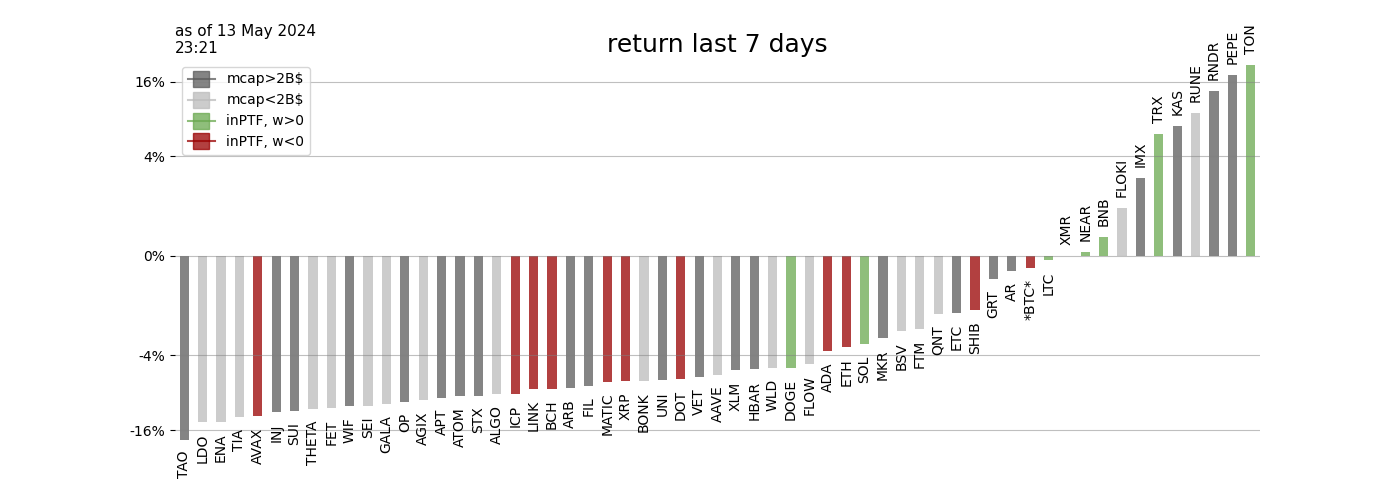 as of 13 May 2024
23:21
return last 7 days
mcap>2B$
mcap<2B$
inPTF, w>0
inPTF, w<0
16%
4%
0%
-4%
-16%
TAO
LDO
ENA
TIA
AVAX
INJ
SUI
THETA
FET
WIF
SEI
GALA
OP
AGIX
APT
ATOM
STX
ALGO
ICP
LINK
BCH
ARB
FIL
MATIC
XRP
BONK
UNI
DOT
VET
AAVE
XLM
HBAR
WLD
DOGE
FLOW
ADA
ETH
SOL
MKR
BSV
FTM
QNT
ETC
SHIB
GRT
AR
*BTC*
LTC
XMR
NEAR
BNB
FLOKI
IMX
TRX
KAS
RUNE
RNDR
PEPE
TON